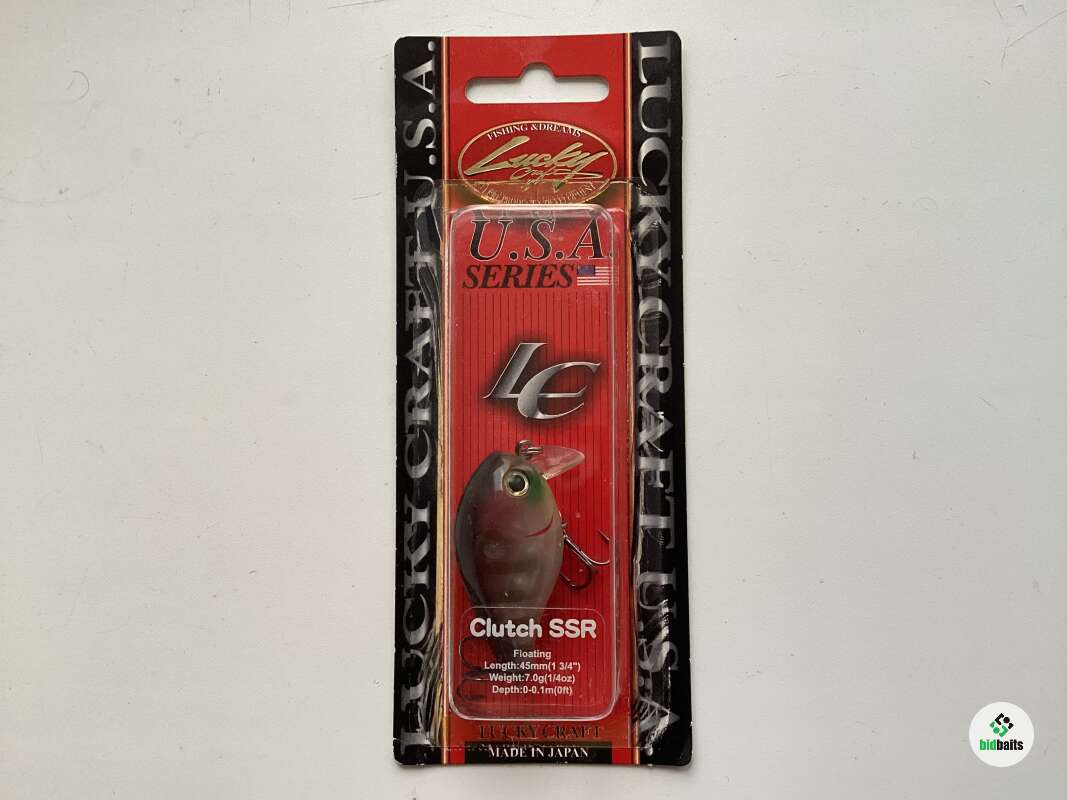 LUCKY CRAFT U.S.A.
LUCKY CRAFT U.S.A
FISHING & DREAMS
Lucky
Craft
U.S.A.
SERIES
LC
Clutch SSR
Floating
Length:45mm(1 3/4")
Weight:7.0g(1/4oz)
Depth:0-0.1m(0ft)
LUCKY CRAFT
MADE IN JAPAN
bidbaits